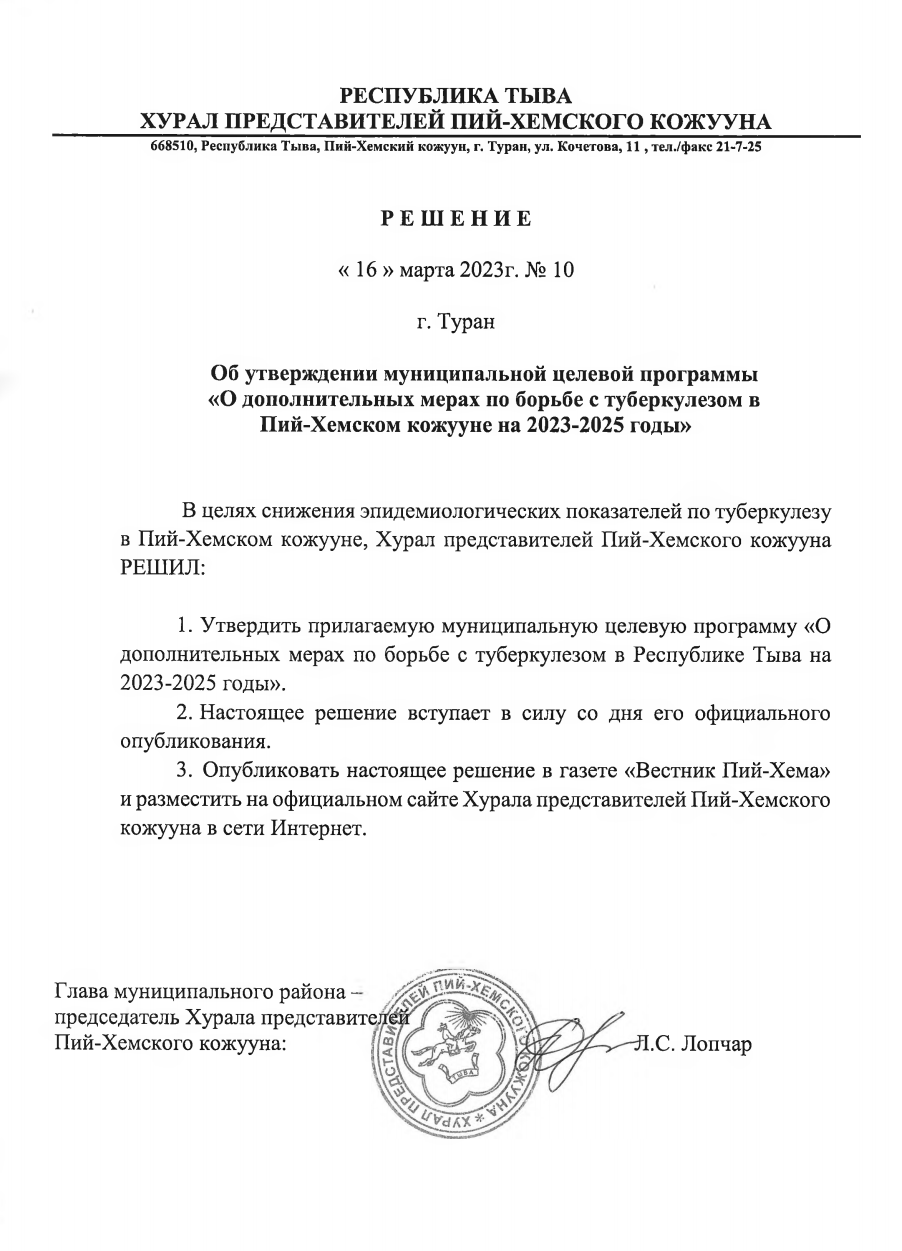 РЕСПУБЛИКА ТЫВА
ХУРАЛ ПРЕДСТАВИТЕЛЕЙ ПИЙ-ХЕМСКОГО КОЖУУНА
668510, Республика Тыва, Пий-Хемский кожуун, г. Туран, ул. Кочетова, 11 , тел./факс 21-7-25
Р Е Ш Е Н И Е
« 16 » марта 2023г. № 10
г. Туран
Об утверждении муниципальной целевой программы
«О дополнительных мерах по борьбе с туберкулезом в
Пий-Хемском кожууне на 2023-2025 годы»
В целях снижения эпидемиологических показателей по туберкулезу
в Пий-Хемском кожууне, Хурал представителей Пий-Хемского кожууна
РЕШИЛ:
1. Утвердить прилагаемую муниципальную целевую программу «О
дополнительных мерах по борьбе с туберкулезом в Республике Тыва на
2023-2025 годы».
2. Настоящее решение вступает в силу со дня его официального
опубликования.
3. Опубликовать настоящее решение в газете «Вестник Пий-Хема»
и разместить на официальном сайте Хурала представителей Пий-Хемского
кожууна в сети Интернет.
Глава муниципального района –
председатель Хурала представителей
Пий-Хемского кожууна:
Л.С. Лопчар
ХУРАЛ ПРЕДСТАВИТЕЛЕЙ ПИЙ-ХЕМСКОГО КОЖУУНА *
ТЫВА